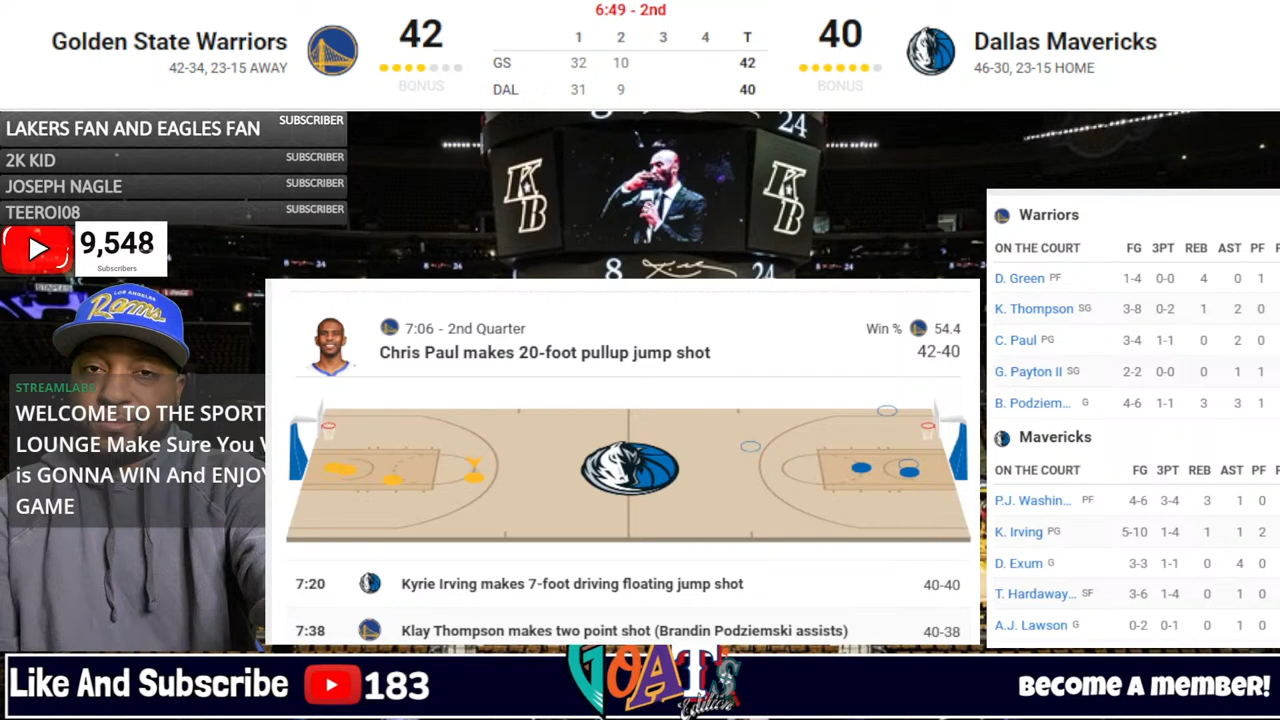 6:49 - 2nd
Golden State Warriors
42-34, 23-15 AWAY
42
BONUS
1 2 3 4 T
GS 32 10 42
DAL 31 9 40
40
BONUS
Dallas Mavericks
46-30, 23-15 HOME
LAKERS FAN AND EAGLES FAN SUBSCRIBER
2K KID SUBSCRIBER
JOSEPH NAGLE SUBSCRIBER
TEEROI08 SUBSCRIBER
9,548
Subscribers
24
KB
KB
8 24
LOS ANGELES
Rams
STREAMLABS
WELCOME TO THE SPORT
LOUNGE Make Sure You V
is GONNA WIN And ENJOY
GAME
7:06 - 2nd Quarter
Win % 54.4
Chris Paul makes 20-foot pullup jump shot 42-40
7:20 Kyrie Irving makes 7-foot driving floating jump shot 40-40
7:38 Klay Thompson makes two point shot (Brandin Podziemski assists) 40-38
Warriors
ON THE COURT FG 3PT REB AST PF
D. Green PF 1-4 0-0 4 0 1
K. Thompson SG 3-8 0-2 1 2 0
C. Paul PG 3-4 1-1 0 2 0
G. Payton II SG 2-2 0-0 0 1 1
B. Podziem... G 4-6 1-1 3 3 1
Mavericks
ON THE COURT FG 3PT REB AST PF
P.J. Washin... PF 4-6 3-4 3 1 0
K. Irving PG 5-10 1-4 1 1 2
D. Exum G 3-3 1-1 0 4 0
T. Hardaway... SF 3-6 1-4 0 1 0
A.J. Lawson G 0-2 0-1 0 1 0
Like And Subscribe 183
GOATs
Edition
Become a member!